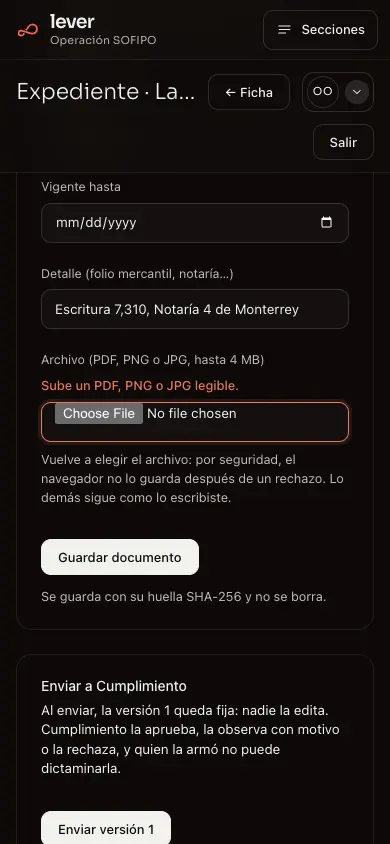 lever
Operación SOFIPO
Secciones
Expediente · La...
← Ficha
OO
Salir
Vigente hasta
mm/dd/yyyy
Detalle (folio mercantil, notaría…)
Escritura 7,310, Notaría 4 de Monterrey
Archivo (PDF, PNG o JPG, hasta 4 MB)
Sube un PDF, PNG o JPG legible.
Choose File No file chosen
Vuelve a elegir el archivo: por seguridad, el
navegador no lo guarda después de un rechazo. Lo
demás sigue como lo escribiste.
Guardar documento
Se guarda con su huella SHA-256 y no se borra.
Enviar a Cumplimiento
Al enviar, la versión 1 queda fija: nadie la edita.
Cumplimiento la aprueba, la observa con motivo
o la rechaza, y quien la armó no puede
dictaminarla.
Enviar versión 1